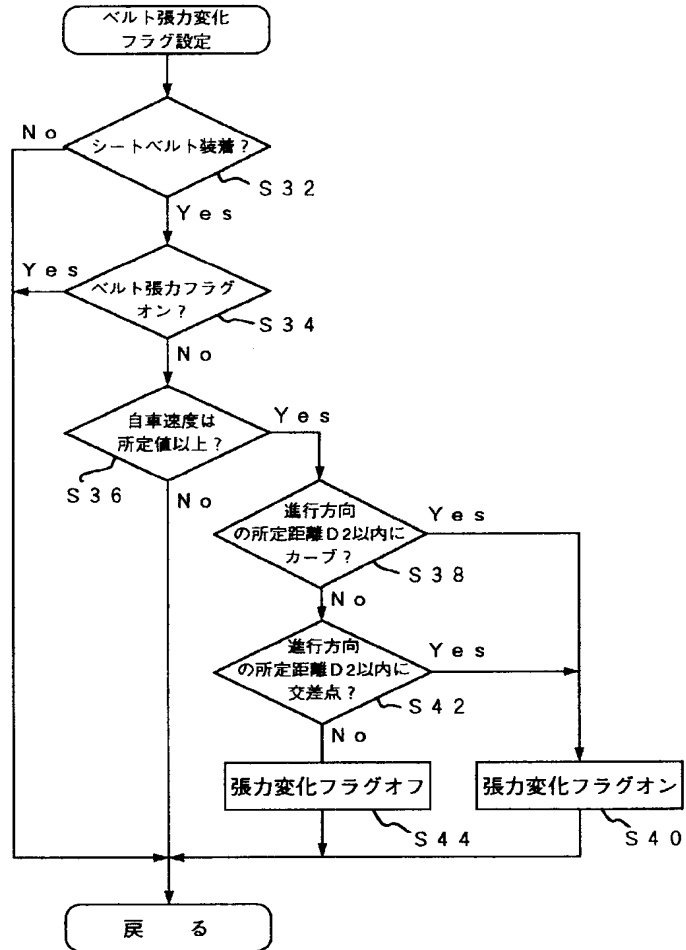 ベルト張力変化
フラグ設定
No
シートベルト装着？
S32
Yes
Yes
ベルト張力フラグ
オン？
S34
No
自車速度は
所定値以上？
Yes
S36
No
進行方向
の所定距離D2以内に
カーブ？
Yes
S38
No
進行方向
の所定距離D2以内に
交差点？
Yes
S42
No
張力変化フラグオフ
張力変化フラグオン
S44
S40
戻る